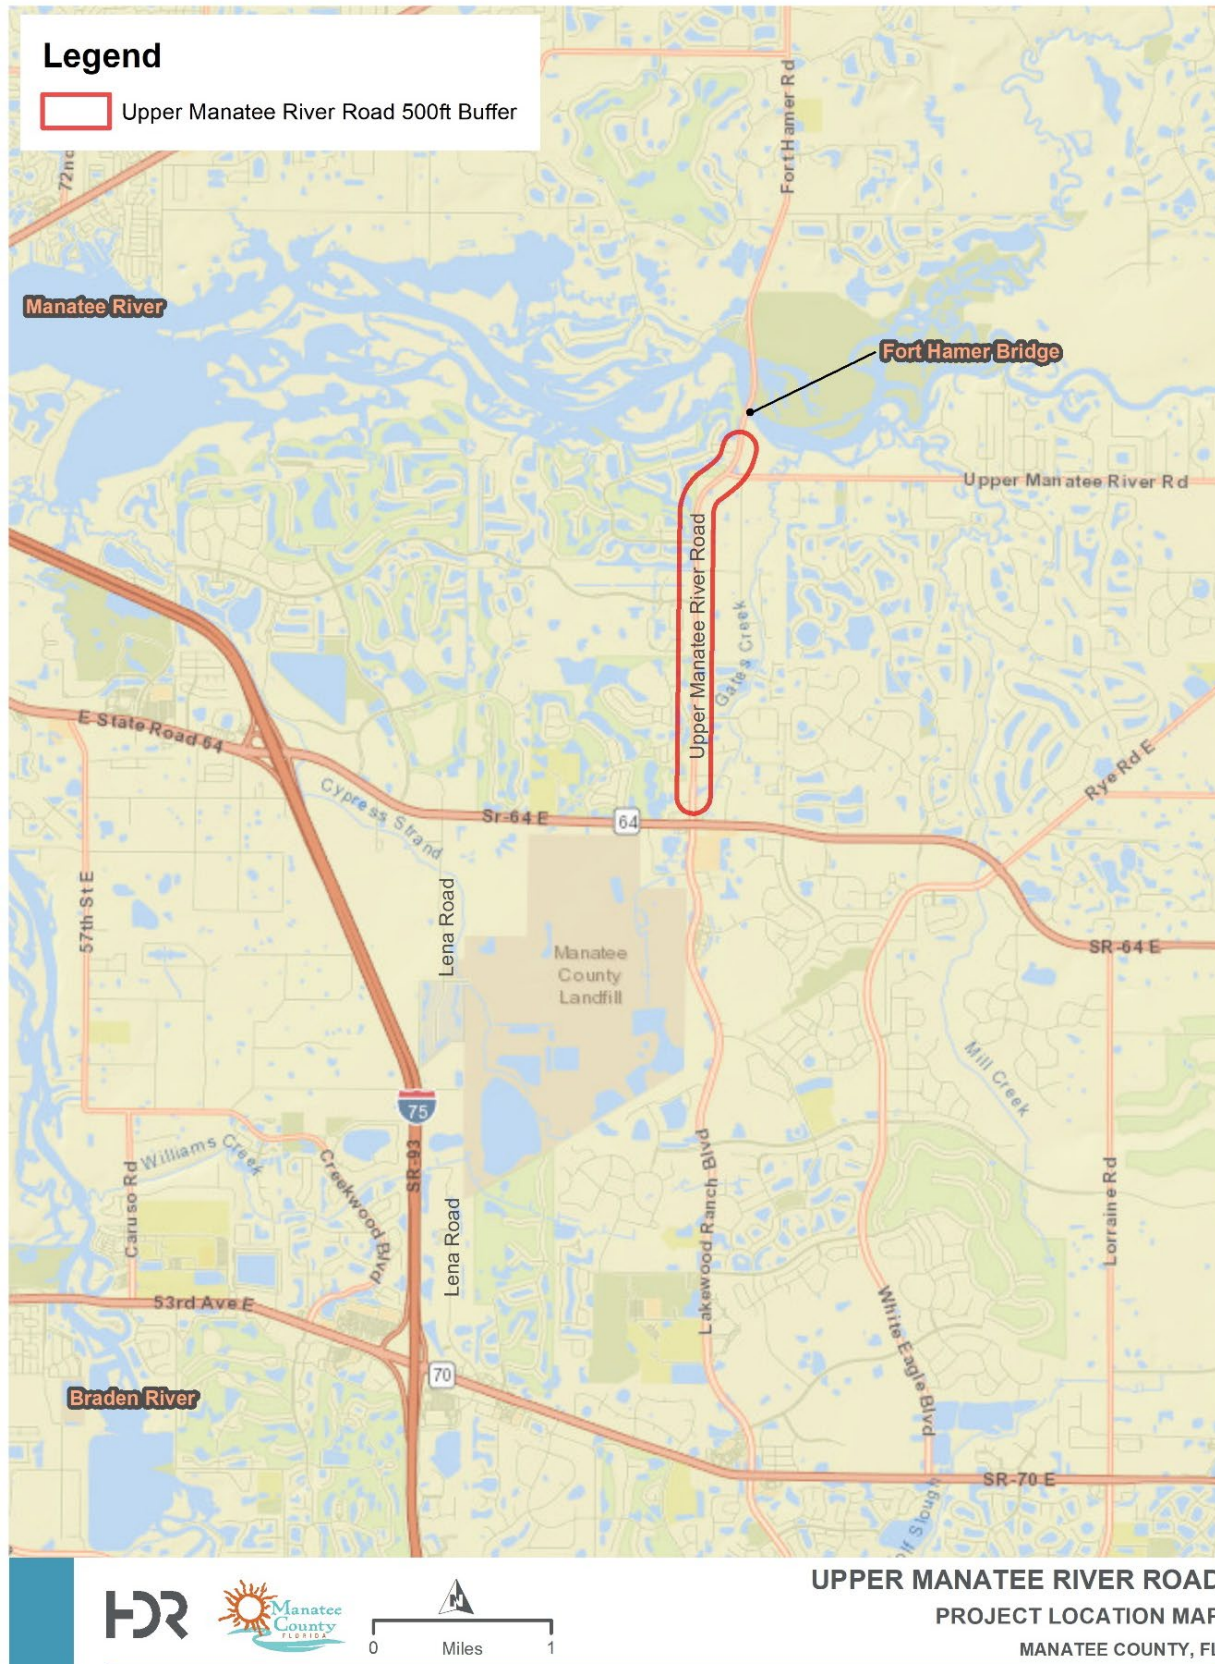 Legend
Upper Manatee River Road 500ft Buffer
Fort Hamer Rd
Manatee River
Fort Hamer Bridge
Upper Manatee River Rd
Upper Manatee River Road
Gates Creek
E State Road 64
Cypress Strand
Sr-64 E
64
Rye Rd E
57th St E
Lena Road
Manatee
County
Landfill
SR-64 E
Mill Creek
75
SR-93
Williams Creek
Caruso Rd
Creekwood Blvd
Lena Road
Lakewood Ranch Blvd
Lorraine Rd
53rd Ave E
White Eagle Blvd
70
Braden River
SR-70 E
Slough
HDR
Manatee
County
FLORIDA
N
0 Miles 1
UPPER MANATEE RIVER ROAD
PROJECT LOCATION MAP
MANATEE COUNTY, FL